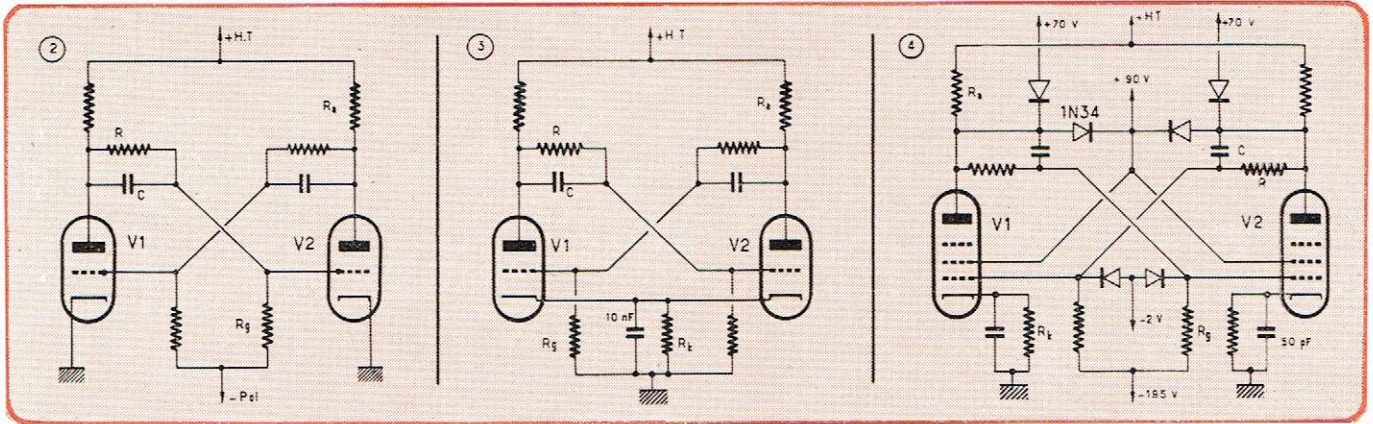 2
+H.T
Ra
R
C
V1
V2
Rg
- Pol
3
+H T
Ra
R
C
V1
V2
10 nF
Rg
Rk
4
+70 V
+HT
+70 V
Ra
+ 90 V
1N34
C
R
V1
V2
-2 V
Rk
Rg
50 pF
-195 V